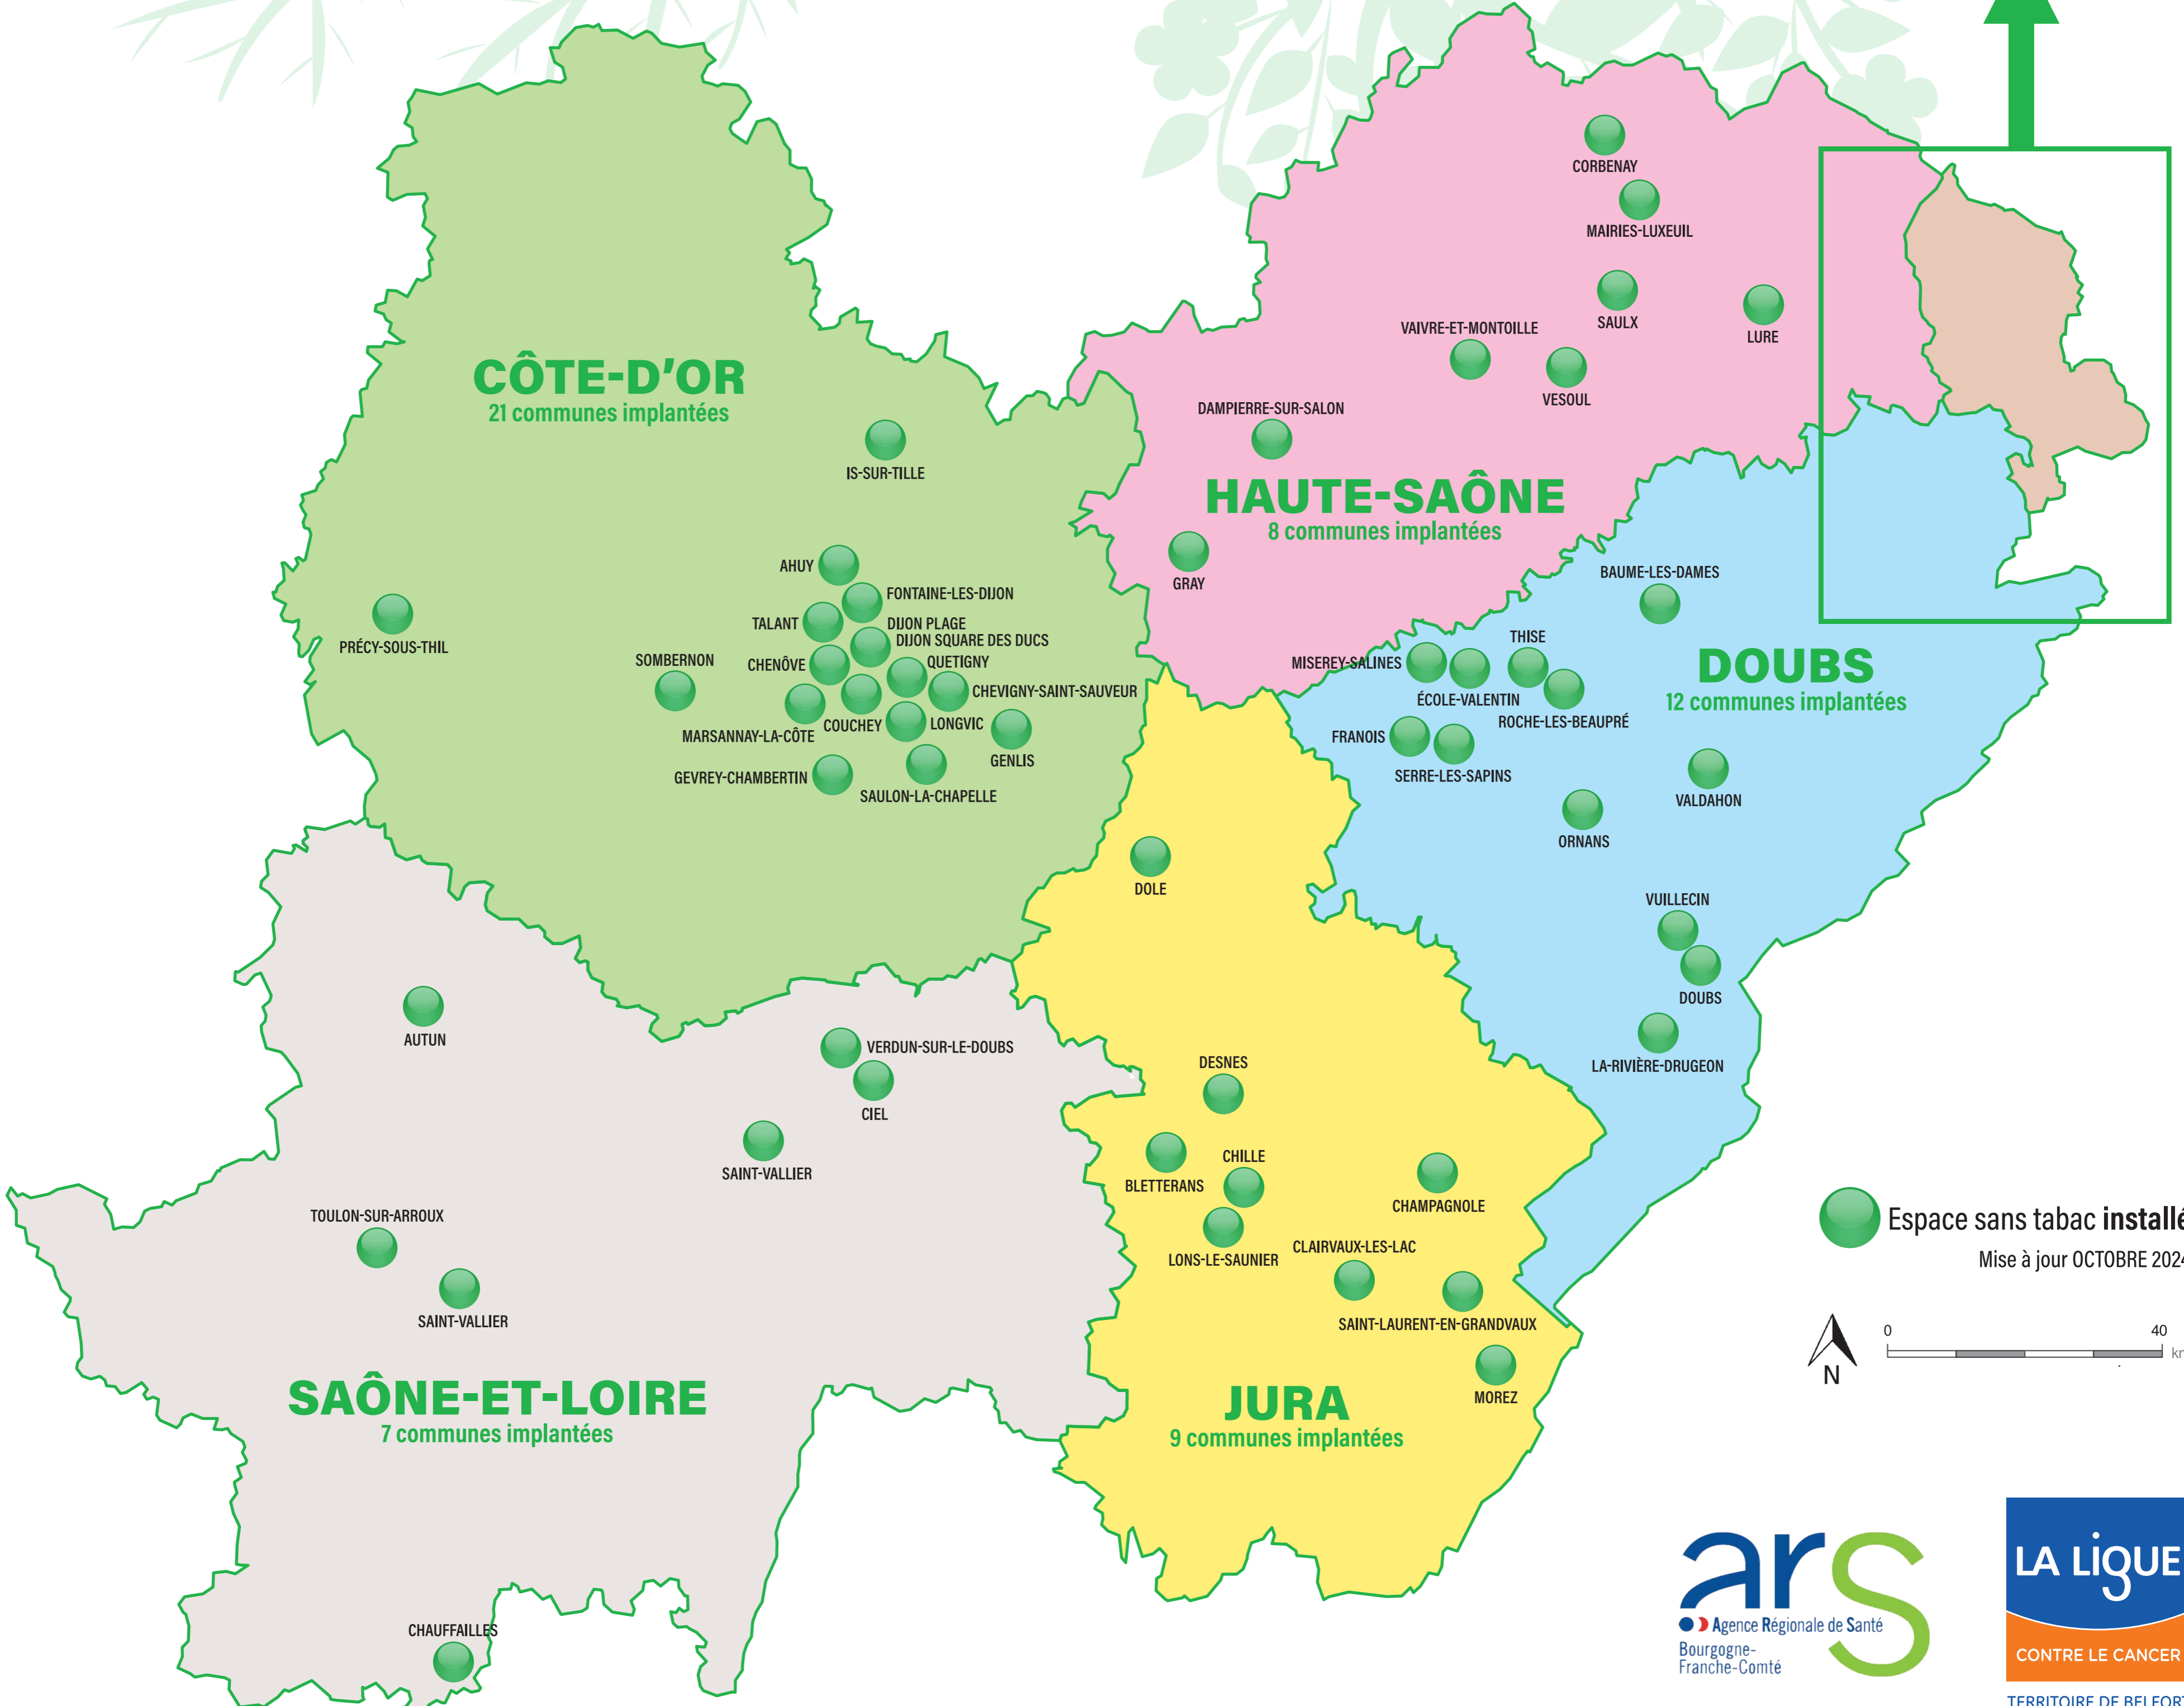 CORBENAY
MAIRIES-LUXEUIL
SAULX
LURE
VAIVRE-ET-MONTOILLE
VESOUL
DAMPIERRE-SUR-SALON
HAUTE-SAÔNE
8 communes implantées
GRAY
CÔTE-D'OR
21 communes implantées
IS-SUR-TILLE
AHUY
FONTAINE-LES-DIJON
TALANT
DIJON PLAGE
DIJON SQUARE DES DUCS
PRÉCY-SOUS-THIL
SOMBERNON
CHENÔVE
QUETIGNY
CHEVIGNY-SAINT-SAUVEUR
MARSANNAY-LA-CÔTE
COUCHEY
LONGVIC
GENLIS
GEVREY-CHAMBERTIN
SAULON-LA-CHAPELLE
BAUME-LES-DAMES
THISE
MISEREY-SALINES
ÉCOLE-VALENTIN
ROCHE-LES-BEAUPRÉ
DOUBS
12 communes implantées
FRANOIS
SERRE-LES-SAPINS
VALDAHON
ORNANS
VUILLECIN
DOUBS
LA-RIVIÈRE-DRUGEON
DOLE
DESNES
BLETTERANS
CHILLE
CHAMPAGNOLE
LONS-LE-SAUNIER
CLAIRVAUX-LES-LAC
SAINT-LAURENT-EN-GRANDVAUX
MOREZ
JURA
9 communes implantées
AUTUN
VERDUN-SUR-LE-DOUBS
CIEL
SAINT-VALLIER
TOULON-SUR-ARROUX
SAINT-VALLIER
SAÔNE-ET-LOIRE
7 communes implantées
CHAUFFAILLES
Espace sans tabac installé
Mise à jour OCTOBRE 2024
0 40
km
N
ars
Agence Régionale de Santé
Bourgogne-
Franche-Comté
LA LIGUE
CONTRE LE CANCER
TERRITOIRE DE BELFORT